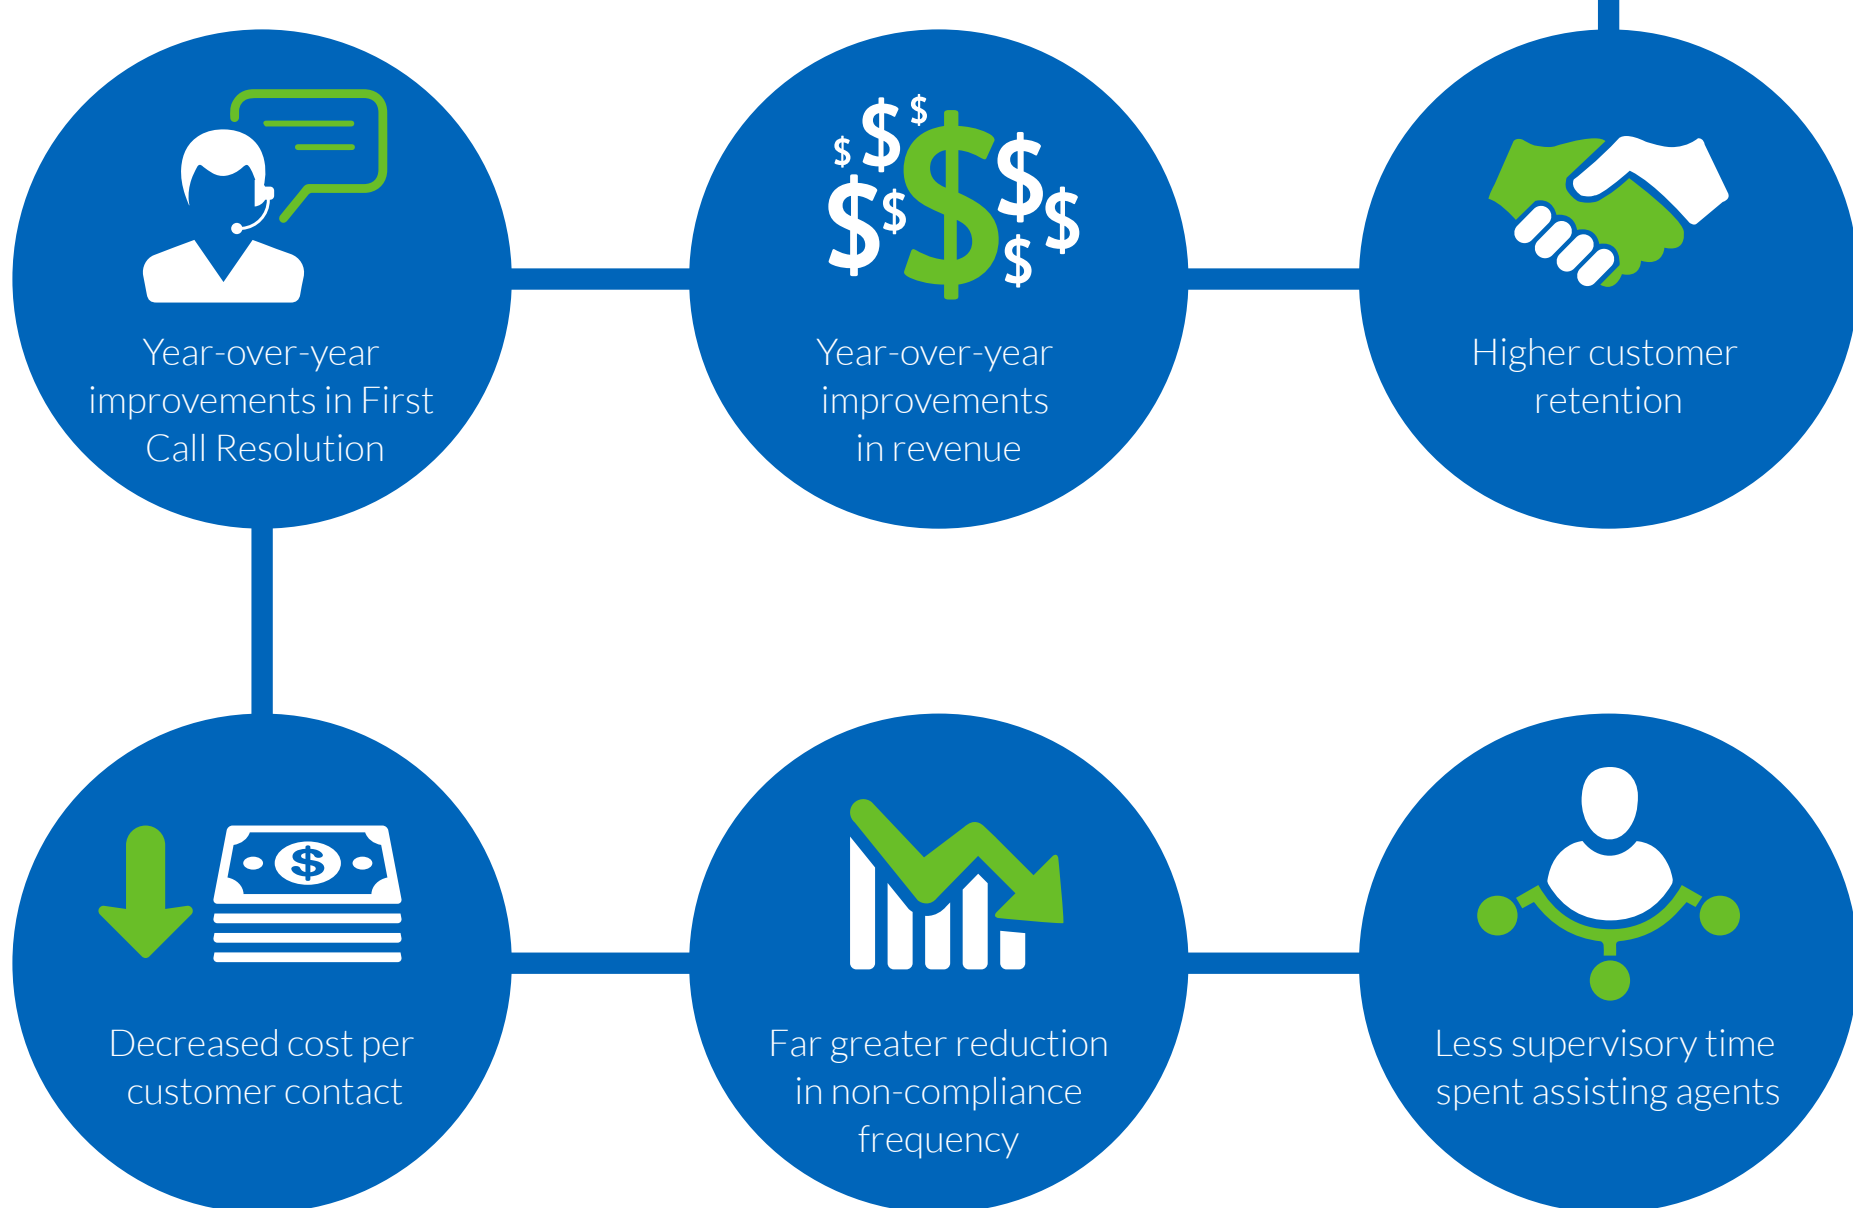 Year-over-year
improvements in First
Call Resolution
Year-over-year
improvements
in revenue
Higher customer
retention
Decreased cost per
customer contact
Far greater reduction
in non-compliance
frequency
Less supervisory time
spent assisting agents